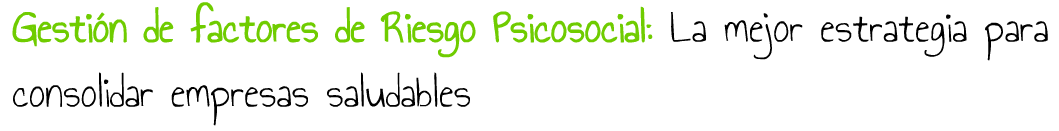 Gestión de factores de Riesgo Psicosocial: La mejor estrategia para
consolidar empresas saludables